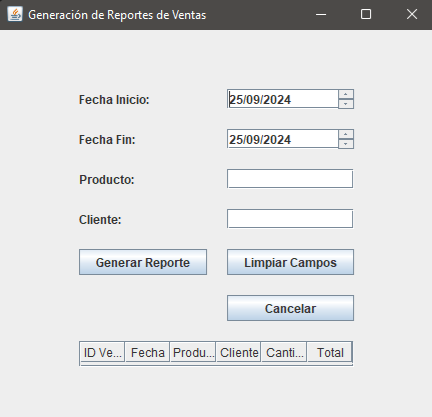 Generación de Reportes de Ventas
Fecha Inicio: 25/09/2024
Fecha Fin: 25/09/2024
Producto:
Cliente:
Generar Reporte Limpiar Campos
Cancelar
ID Ve... Fecha Produ... Cliente Canti... Total